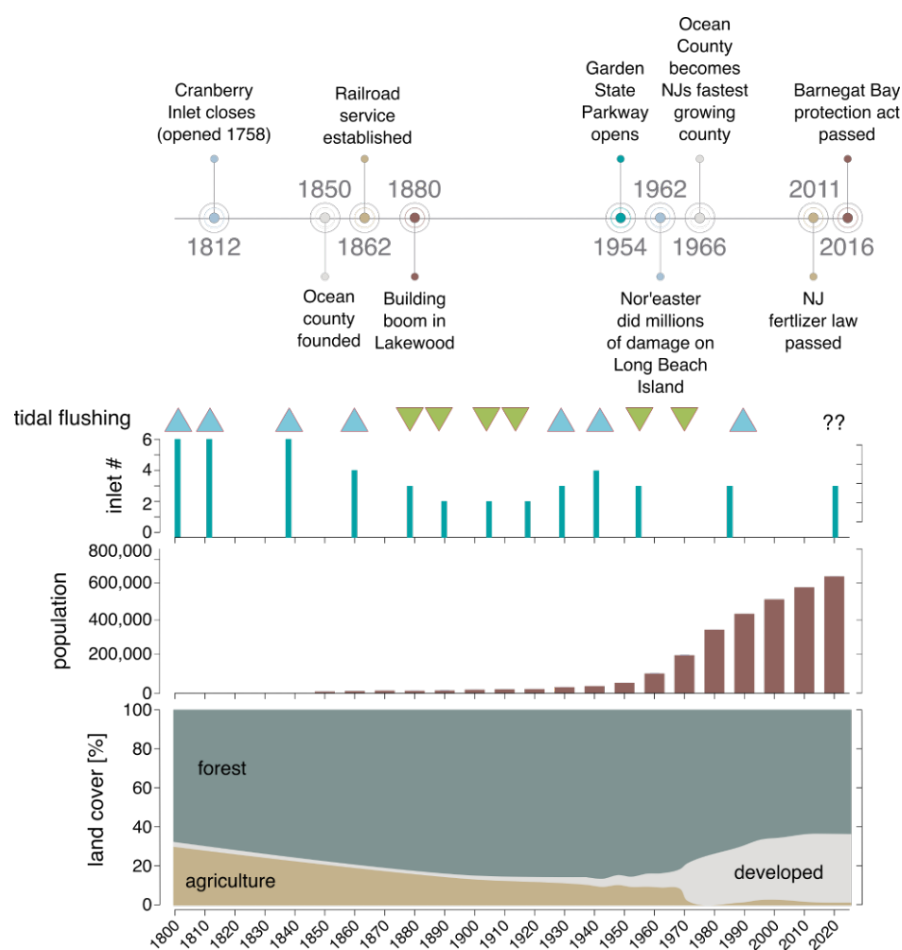 Cranberry
Inlet closes
(opened 1758)
Railroad
service
established
Garden
State
Parkway
opens
Ocean
County
becomes
NJs fastest
growing
county
Barnegat Bay
protection act
passed
1850
1880
1962
2011
1812
1862
1954
1966
2016
Ocean
county
founded
Building
boom in
Lakewood
Nor'easter
did millions
of damage on
Long Beach
Island
NJ
fertlizer law
passed
tidal flushing
??
inlet #
6
4
2
0
population
800,000
600,000
400,000
200,000
0
land cover [%]
100
80
60
40
20
0
forest
agriculture
developed
1800
1810
1820
1830
1840
1850
1860
1870
1880
1890
1900
1910
1920
1930
1940
1950
1960
1970
1980
1990
2000
2010
2020